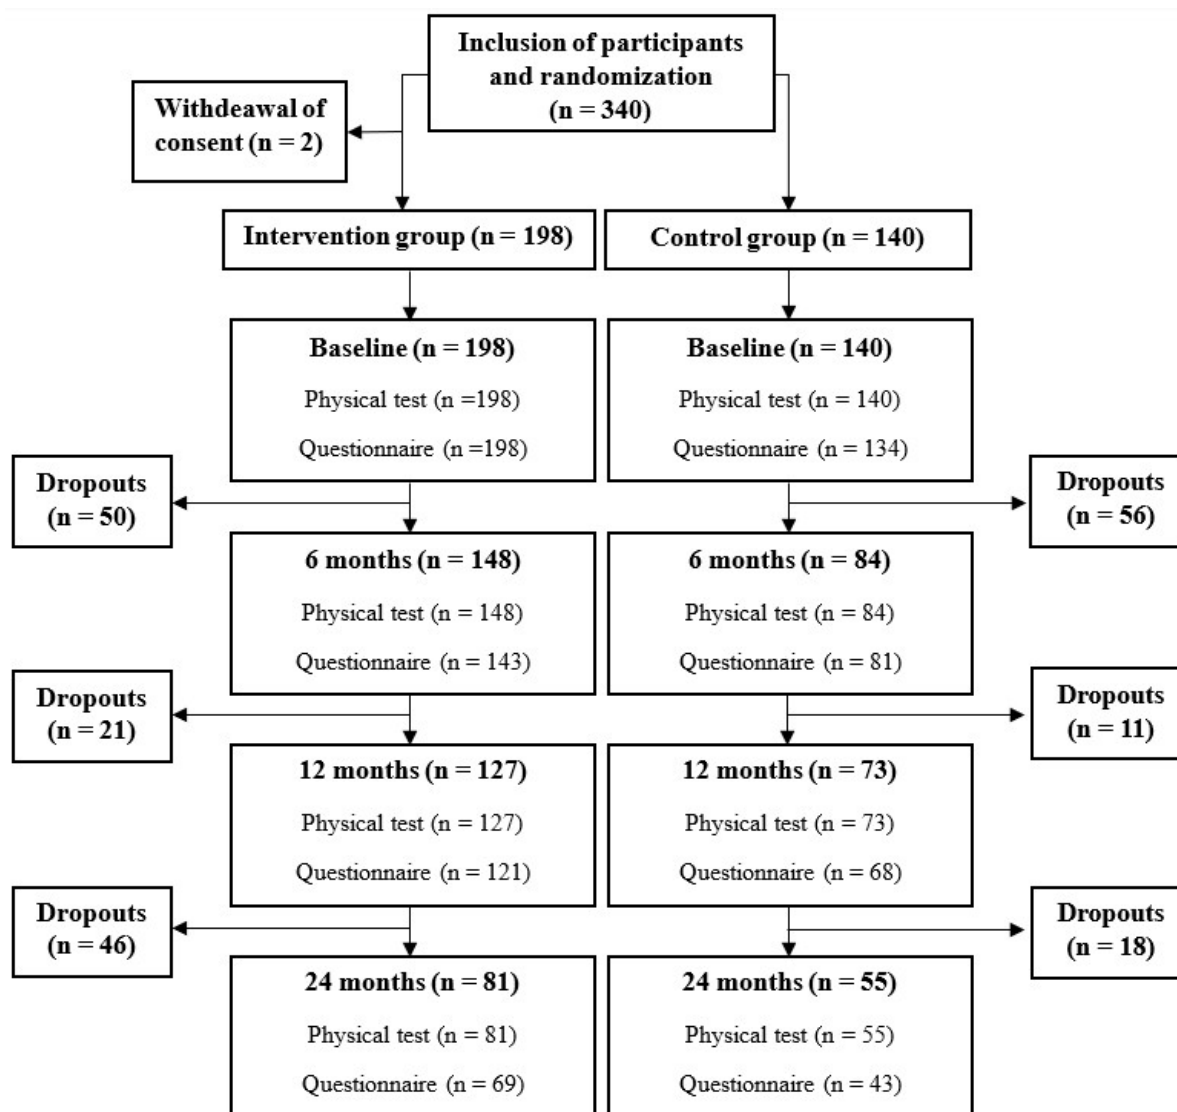 Inclusion of participants
and randomization
(n = 340)
Withdeawal of
consent (n = 2)
Intervention group (n = 198)
Control group (n = 140)
Baseline (n = 198)
Physical test (n =198)
Questionnaire (n =198)
Baseline (n = 140)
Physical test (n = 140)
Questionnaire (n = 134)
Dropouts
(n = 50)
Dropouts
(n = 56)
6 months (n = 148)
Physical test (n = 148)
Questionnaire (n = 143)
6 months (n = 84)
Physical test (n = 84)
Questionnaire (n = 81)
Dropouts
(n = 21)
Dropouts
(n = 11)
12 months (n = 127)
Physical test (n = 127)
Questionnaire (n = 121)
12 months (n = 73)
Physical test (n = 73)
Questionnaire (n = 68)
Dropouts
(n = 46)
Dropouts
(n = 18)
24 months (n = 81)
Physical test (n = 81)
Questionnaire (n = 69)
24 months (n = 55)
Physical test (n = 55)
Questionnaire (n = 43)